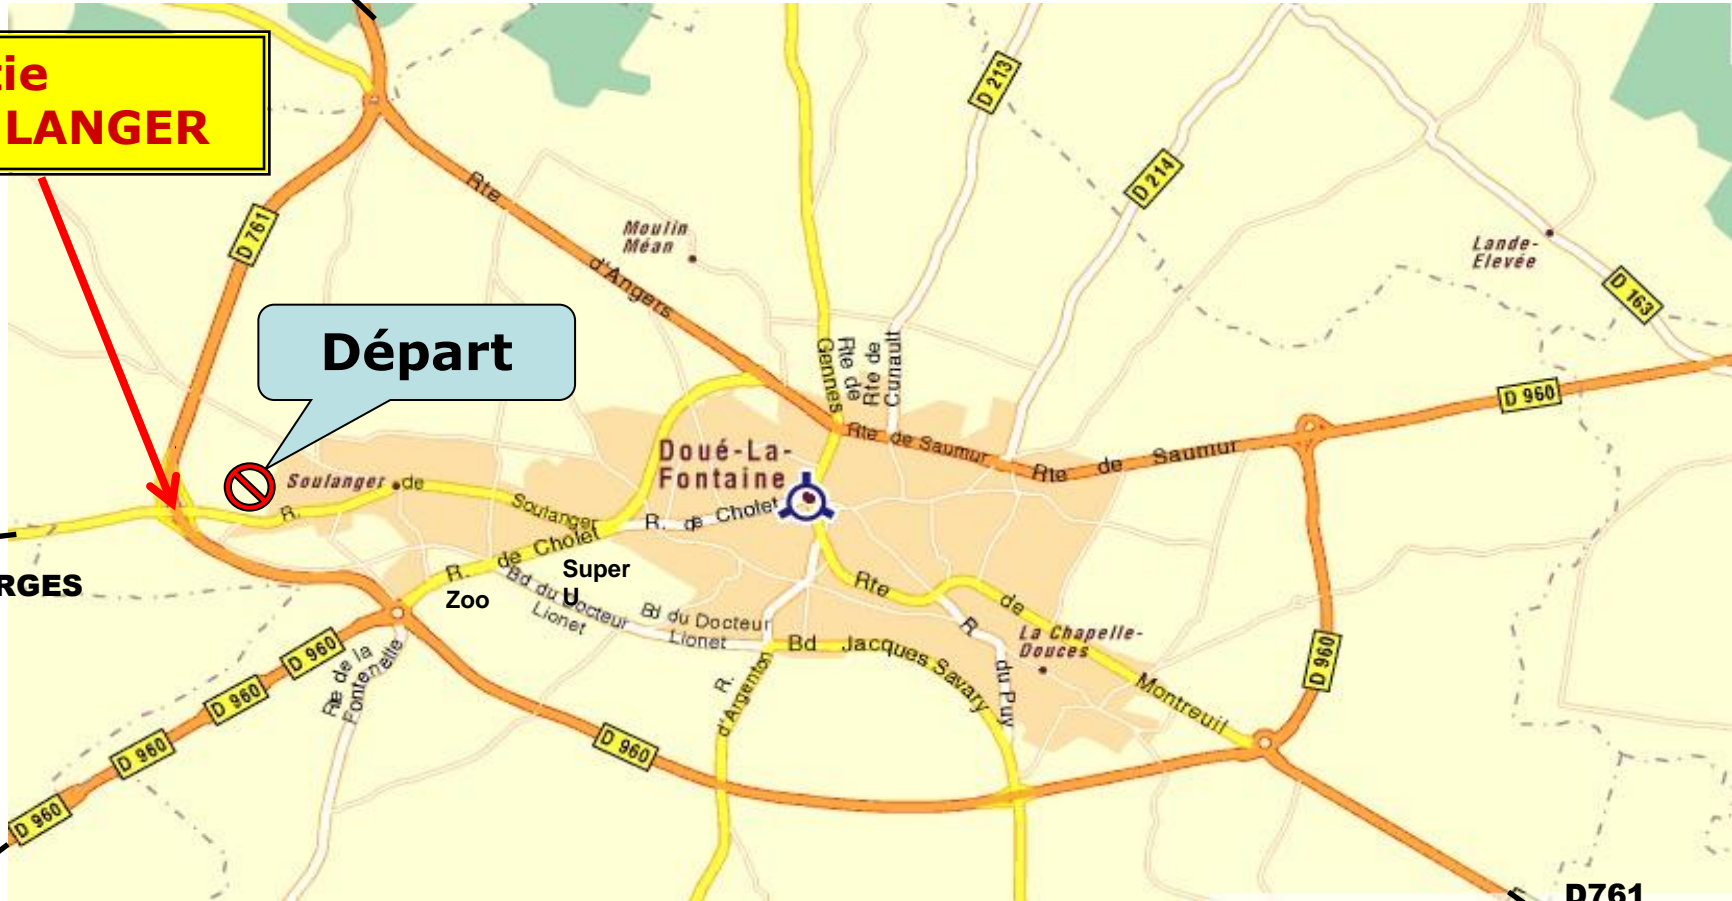 tie
LANGER
D 213
D 214
Rte
D 761
Moulin
Méan
Lande-
Elevée
d'Angers
D 163
Départ
Gennes
Rte de
Rte de
Cunault
D 960
Rte de Saumur
Rte de Saumur
Doué-La-
Fontaine
Soulanger
de
R.
Soulanger
R. de Cholet
R. de Cholet
Super
U
Zoo
RGES
Bd du Docteur
Lionet
Bd du Docteur
Lionet
Rte
de
Montreuil
R.
du Puy
La Chapelle-
Douces
Bd Jacques Savary
R.
d'Argenton
Rte de la
Fontenelle
D 960
D 960
D 960
D 960
D 960
D 960
D761